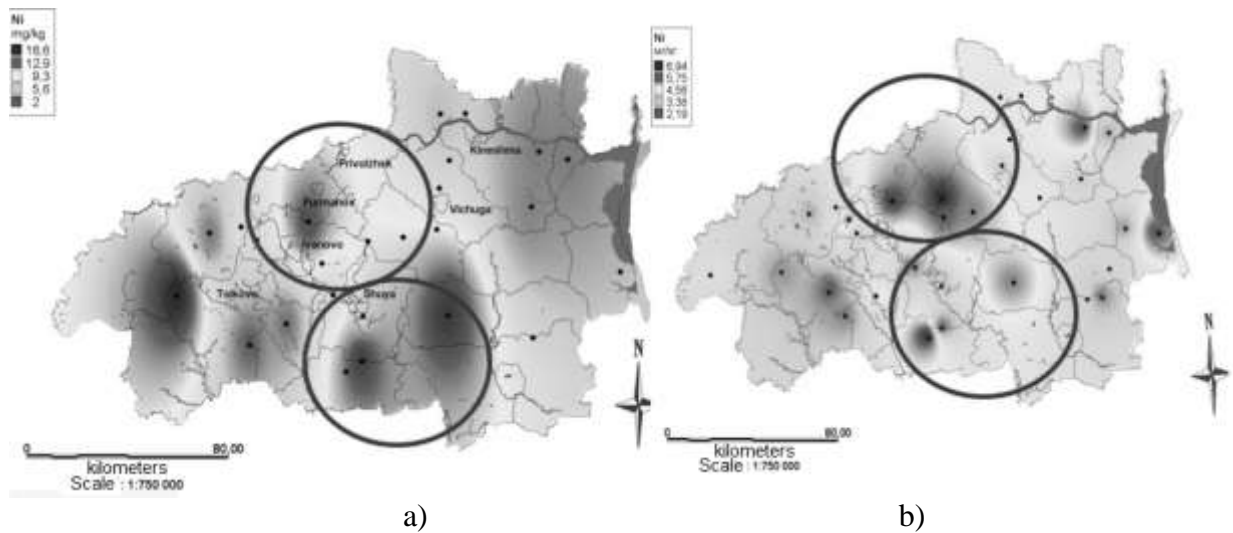 Ni
mg/kg
16,6
12,9
9,3
5,6
2
Privolzhsk
Kineshma
Furmanov
Vichuga
Ivanovo
Teikovo
Shuya
N
0 80,00
kilometers
Scale : 1:750 000
a)
Ni
6,94
5,75
4,56
3,38
2,19
N
0 80,00
kilometers
Scale : 1:750 000
b)